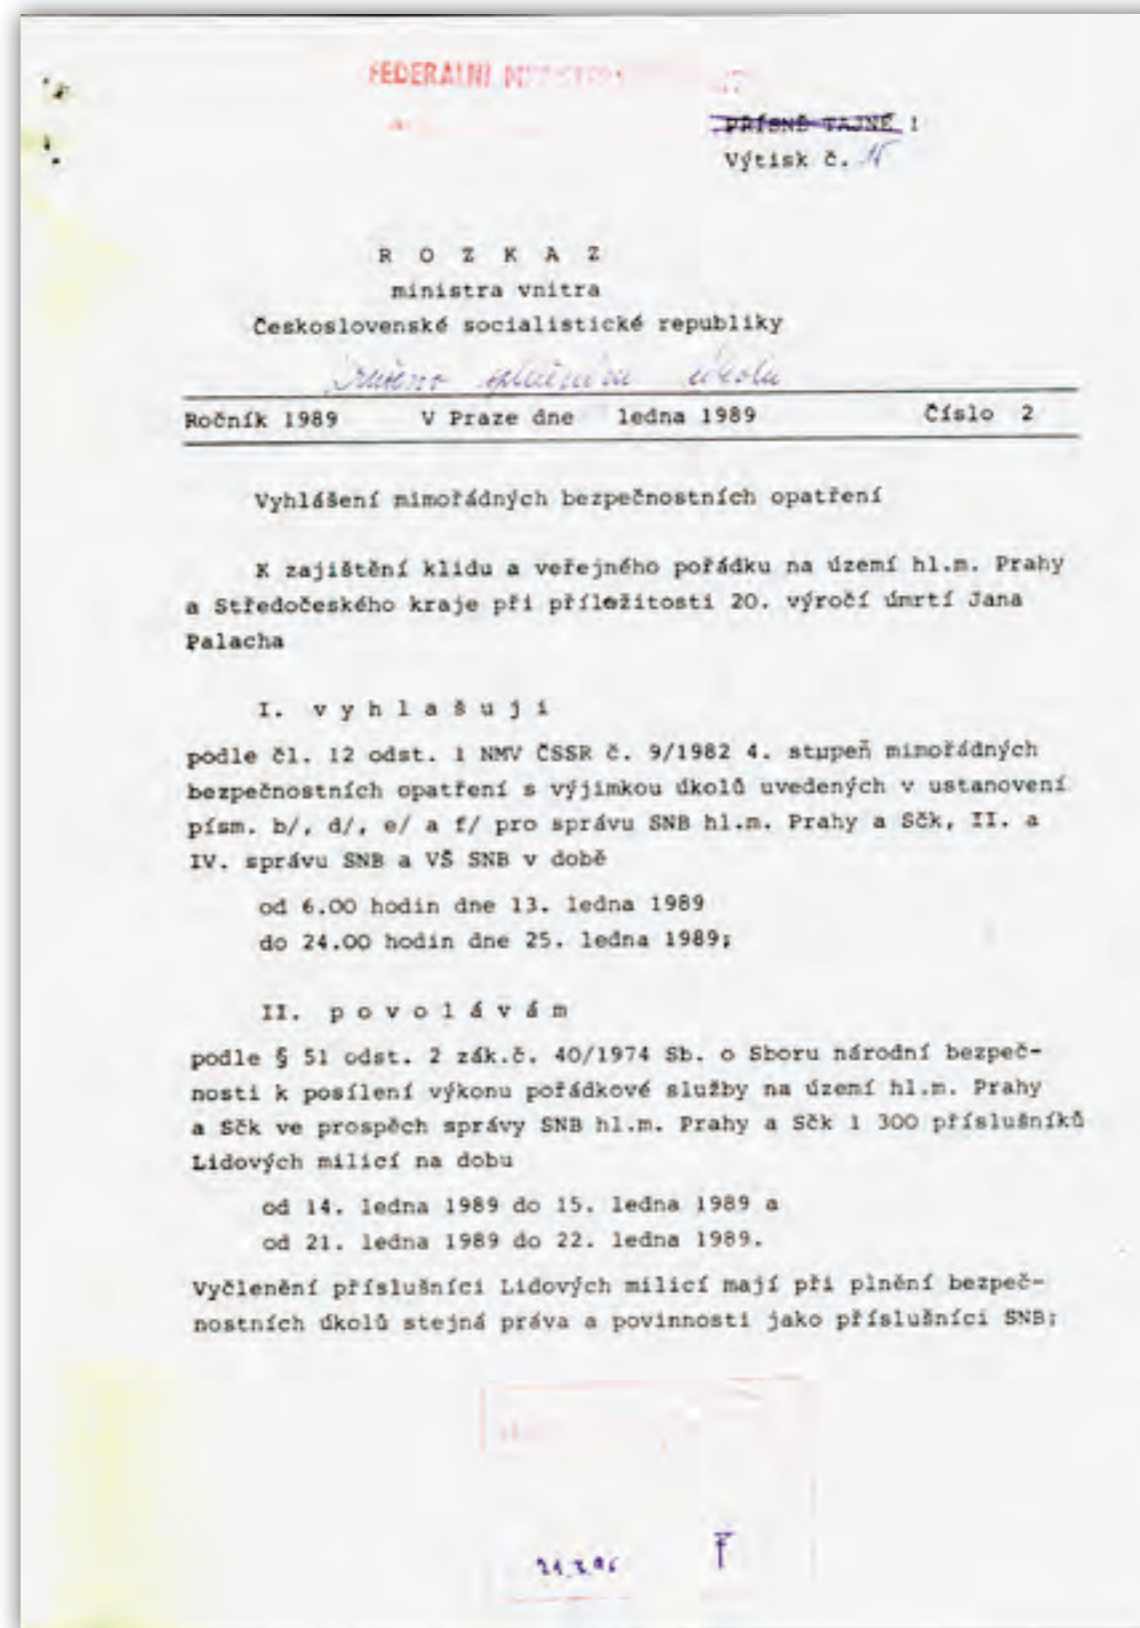 FEDERÁLNÍ
PŘÍSNĚ TAJNÉ !
Výtisk č. 15
R O Z K A Z
ministra vnitra
Československé socialistické republiky
Zrušeno splněním úkolu
Ročník 1989 V Praze dne ledna 1989 Číslo 2
Vyhlášení mimořádných bezpečnostních opatření
K zajištění klidu a veřejného pořádku na území hl.m. Prahy
a Středočeského kraje při příležitosti 20. výročí úmrtí Jana
Palacha
I. v y h l a š u j i
podle čl. 12 odst. 1 NMV ČSSR č. 9/1982 4. stupeň mimořádných
bezpečnostních opatření s výjimkou úkolů uvedených v ustanovení
písm. b/, d/, e/ a f/ pro správu SNB hl.m. Prahy a Sčk, II. a
IV. správu SNB a VŠ SNB v době
od 6.00 hodin dne 13. ledna 1989
do 24.00 hodin dne 25. ledna 1989;
II. p o v o l á v á m
podle § 51 odst. 2 zák.č. 40/1974 Sb. o Sboru národní bezpeč-
nosti k posílení výkonu pořádkové služby na území hl.m. Prahy
a Sčk ve prospěch správy SNB hl.m. Prahy a Sčk 1 300 příslušníků
Lidových milicí na dobu
od 14. ledna 1989 do 15. ledna 1989 a
od 21. ledna 1989 do 22. ledna 1989.
Vyčlenění příslušníci Lidových milicí mají při plnění bezpeč-
nostních úkolů stejná práva a povinnosti jako příslušníci SNB;